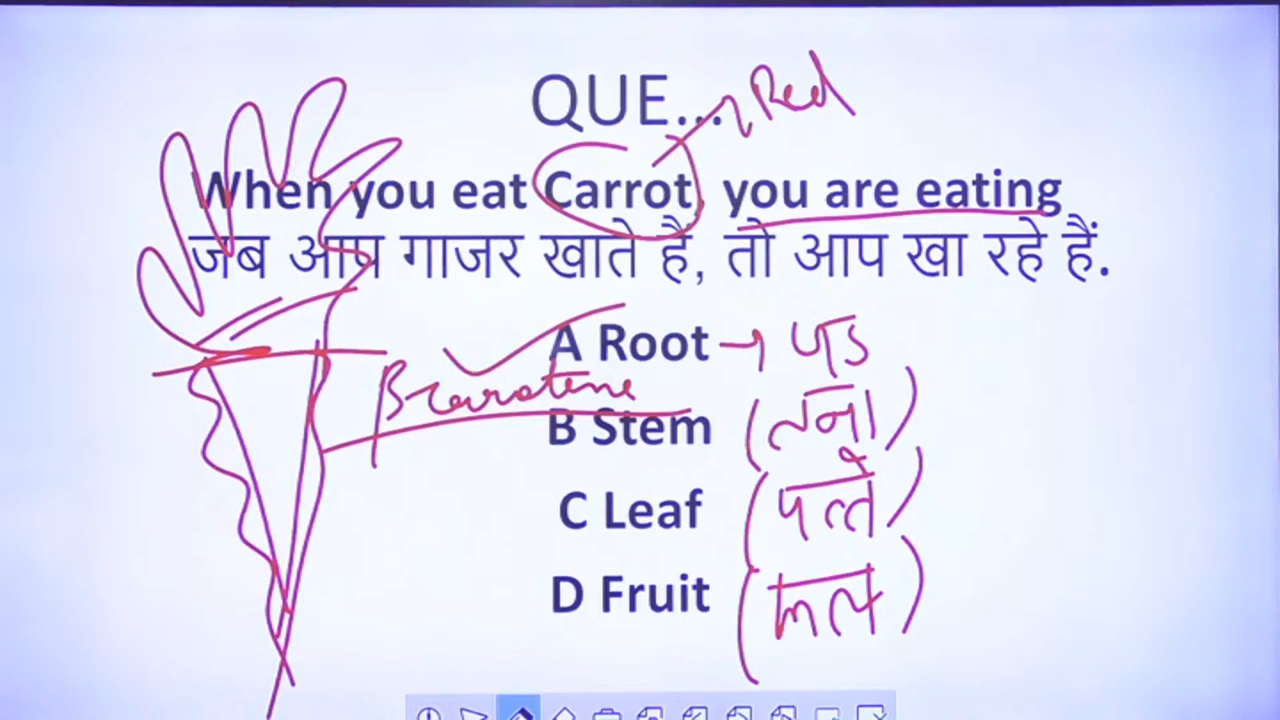 QUE...
Red
When you eat Carrot, you are eating
जब आप गाजर खाते हैं, तो आप खा रहे हैं.
A Root → जड
β carotene
B Stem (तना)
C Leaf (पत्ते)
D Fruit (फल)